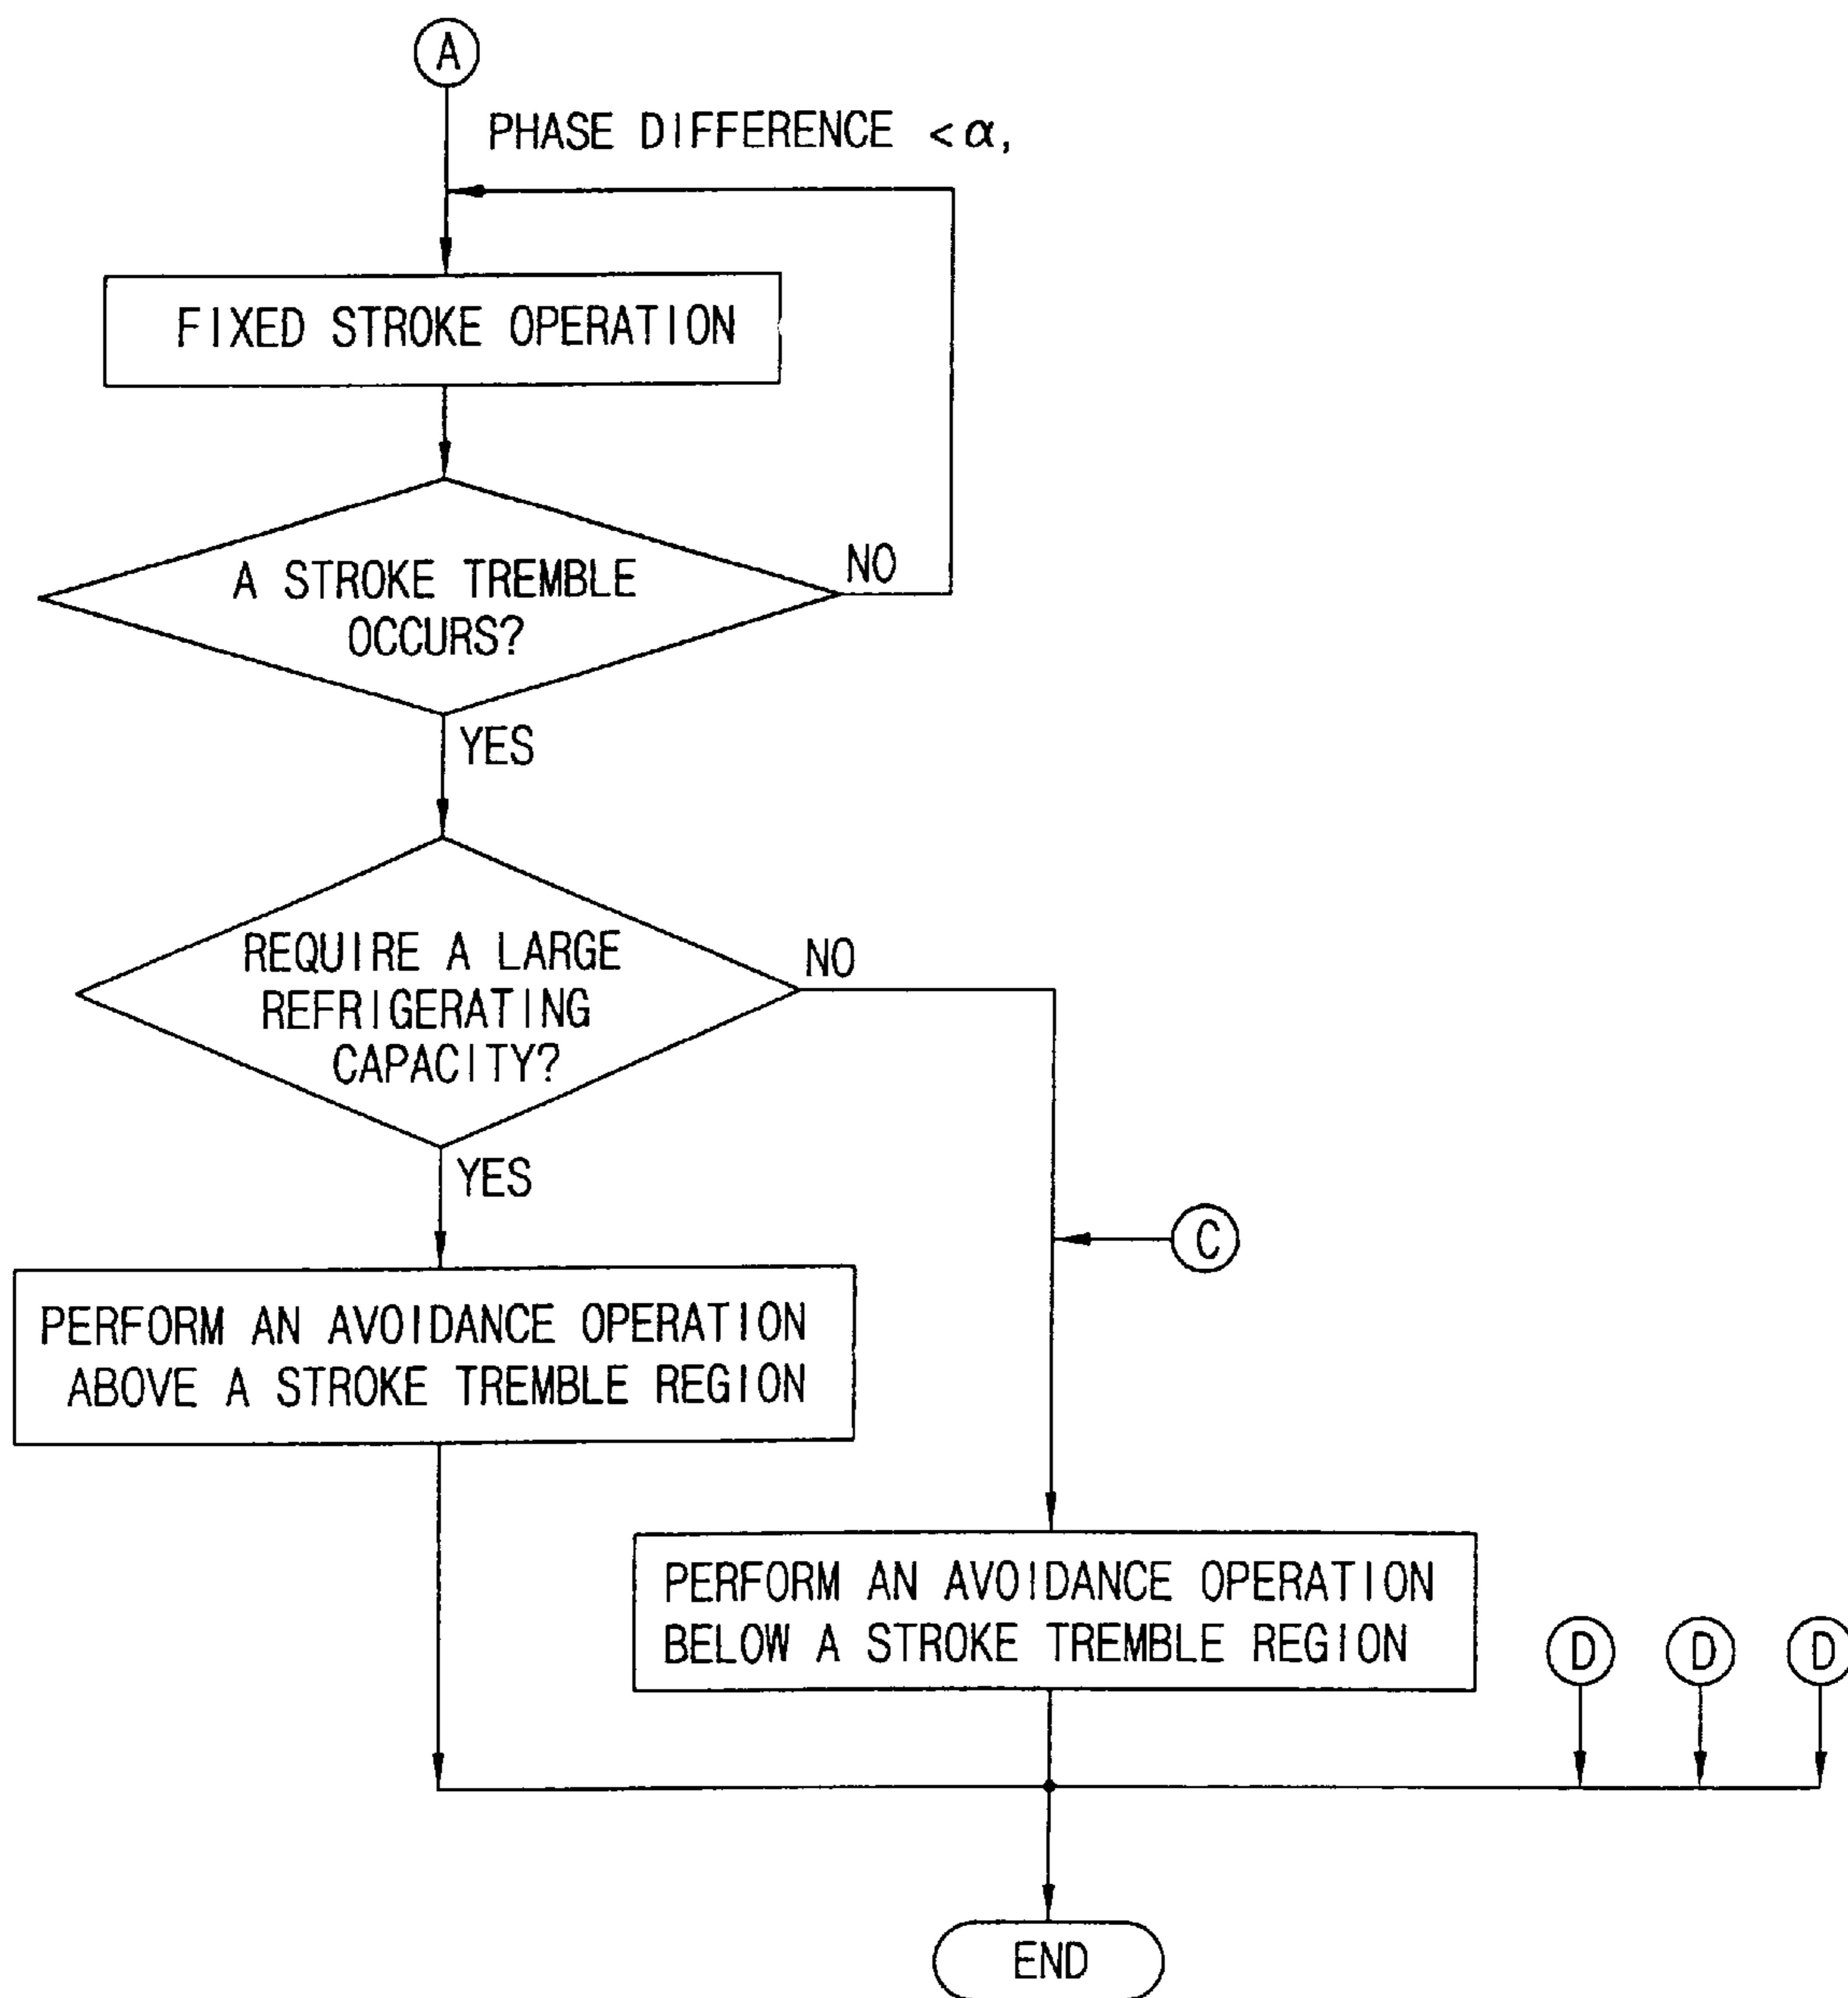 A
PHASE DIFFERENCE <α,
FIXED STROKE OPERATION
A STROKE TREMBLE
OCCURS?
NO
YES
REQUIRE A LARGE
REFRIGERATING
CAPACITY?
NO
YES
C
PERFORM AN AVOIDANCE OPERATION
ABOVE A STROKE TREMBLE REGION
PERFORM AN AVOIDANCE OPERATION
BELOW A STROKE TREMBLE REGION
D
D
D
END